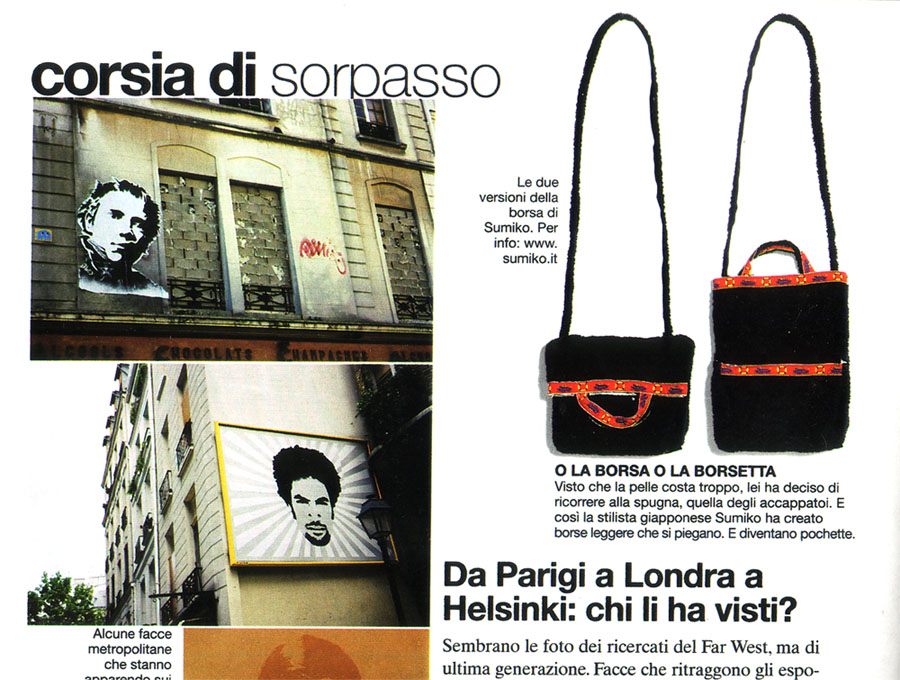 corsia di sorpasso
ALCOOLS CHOCOLATS CHAMPAGNES
Le due
versioni della
borsa di
Sumiko. Per
info: www.
sumiko.it
O LA BORSA O LA BORSETTA
Visto che la pelle costa troppo, lei ha deciso di
ricorrere alla spugna, quella degli accappatoi. E
così la stilista giapponese Sumiko ha creato
borse leggere che si piegano. E diventano pochette.
Da Parigi a Londra a
Helsinki: chi li ha visti?
Sembrano le foto dei ricercati del Far West, ma di
ultima generazione. Facce che ritraggono gli espo-
Alcune facce
metropolitane
che stanno
apparendo sui